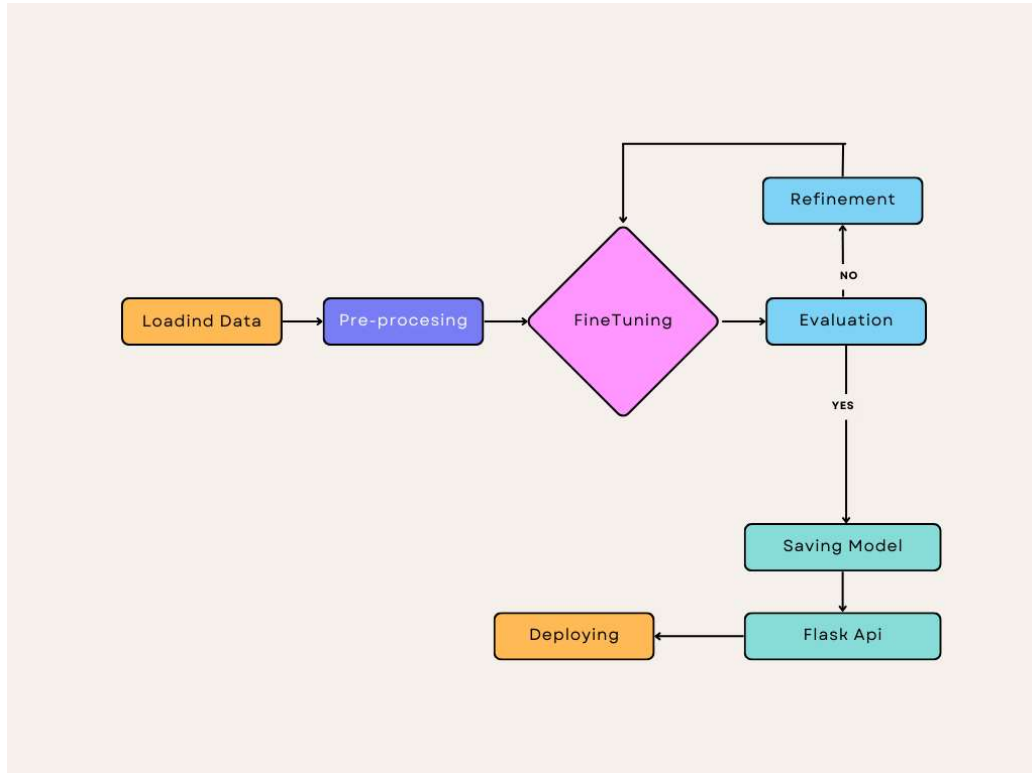 Refinement
NO
Loadind Data
Pre-procesing
FineTuning
Evaluation
YES
Saving Model
Deploying
Flask Api